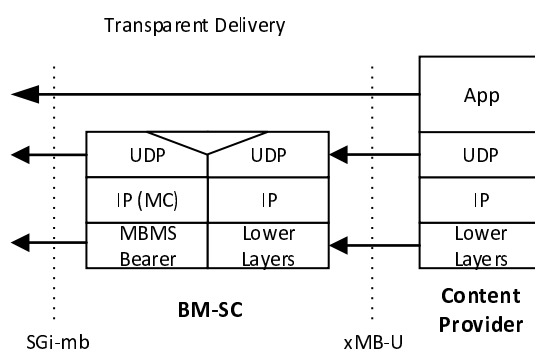 Transparent Delivery
App
UDP
UDP
UDP
IP (MC)
IP
IP
MBMS
Bearer
Lower
Layers
Lower
Layers
BM-SC
Content
Provider
SGi-mb
xMB-U